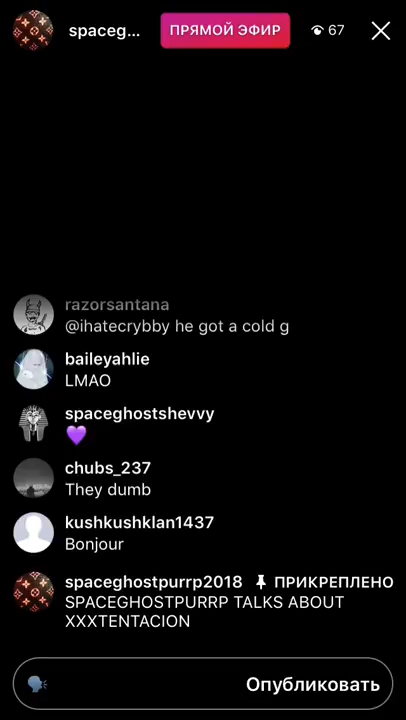 spaceg... ПРЯМОЙ ЭФИР 67
razorsantana
@ihatecrybby he got a cold g
baileyahlie
LMAO
spaceghostshevvy
💜
chubs_237
They dumb
kushkushklan1437
Bonjour
spaceghostpurrp2018 ПРИКРЕПЛЕНО
SPACEGHOSTPURRP TALKS ABOUT
XXXTENTACION
Опубликовать